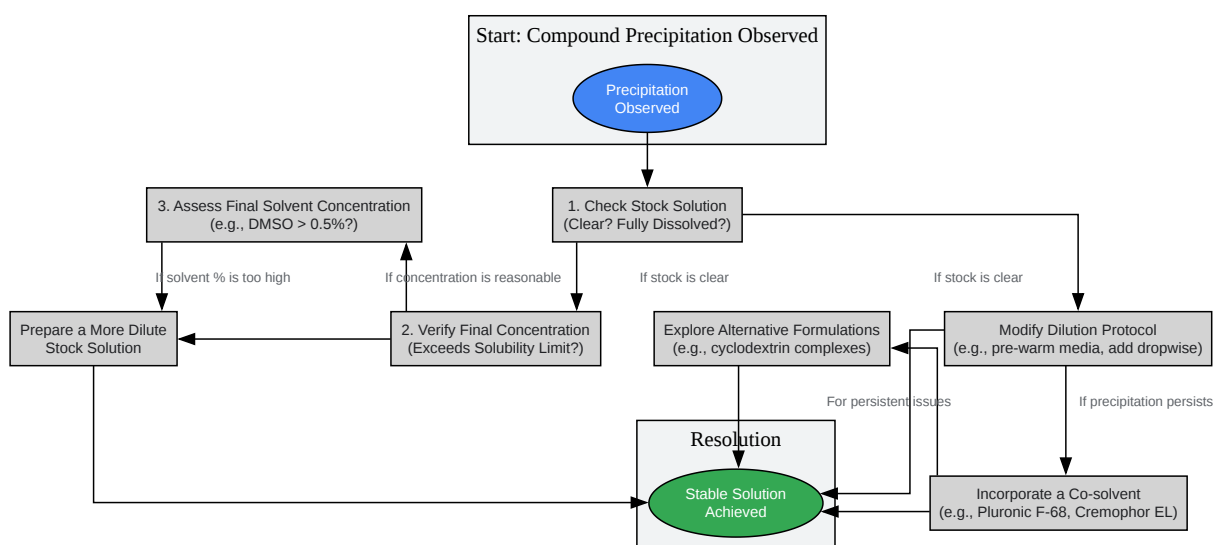 Start: Compound Precipitation Observed
Precipitation
Observed
3. Assess Final Solvent Concentration
(e.g., DMSO > 0.5%?)
1. Check Stock Solution
(Clear? Fully Dissolved?)
If solvent % is too high
If concentration is reasonable
If stock is clear
If stock is clear
Prepare a More Dilute
Stock Solution
2. Verify Final Concentration
(Exceeds Solubility Limit?)
Explore Alternative Formulations
(e.g., cyclodextrin complexes)
Modify Dilution Protocol
(e.g., pre-warm media, add dropwise)
For persistent issues
If precipitation persists
Resolution
Stable Solution
Achieved
Incorporate a Co-solvent
(e.g., Pluronic F-68, Cremophor EL)